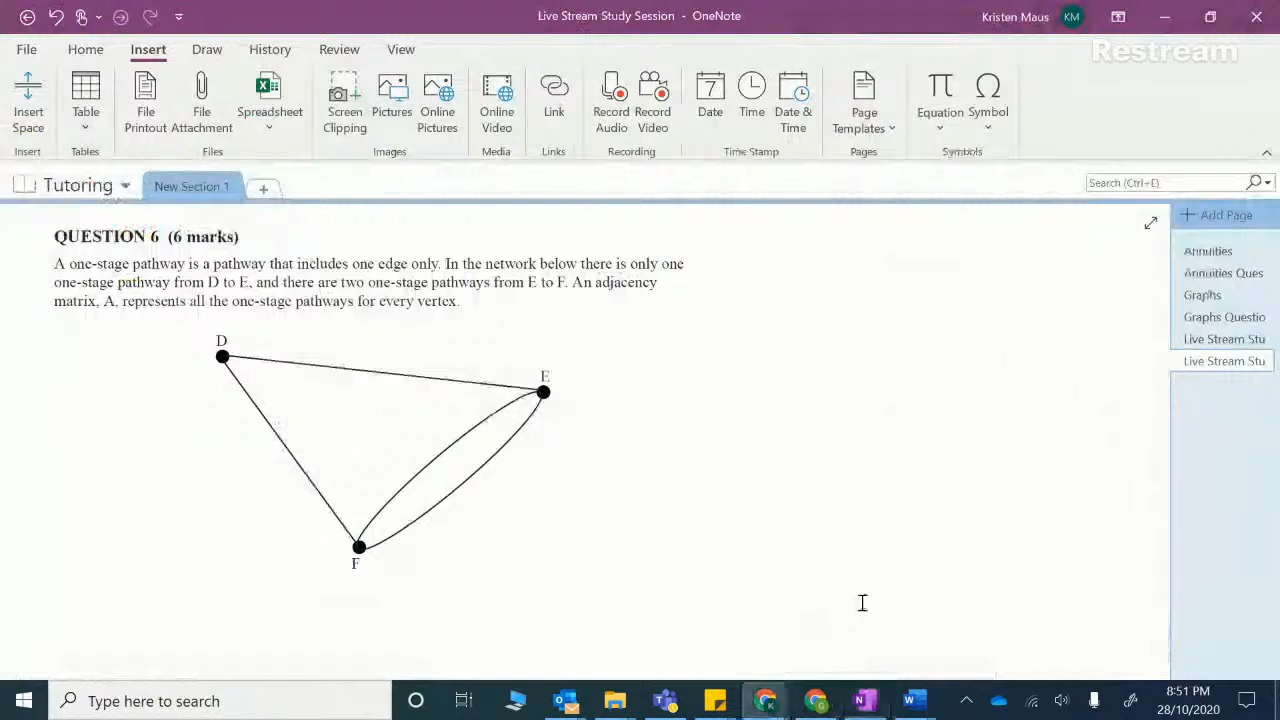 Live Stream Study Session - OneNote
Kristen Maus
KM
File
Home
Insert
Draw
History
Review
View
Restream
Insert
Space
Table
File
Printout
File
Attachment
Spreadsheet
Screen
Clipping
Pictures
Online
Pictures
Online
Video
Link
Record
Audio
Record
Video
7
Date
Time
Date &
Time
Page
Templates
π
Equation
Ω
Symbol
Insert
Tables
Files
Images
Media
Links
Recording
Time Stamp
Pages
Symbols
Tutoring
New Section 1
Search (Ctrl+E)
Add Page
Annuities
Annuities Ques
Graphs
Graphs Questio
Live Stream Stu
Live Stream Stu
QUESTION 6 (6 marks)
A one-stage pathway is a pathway that includes one edge only. In the network below there is only one
one-stage pathway from D to E, and there are two one-stage pathways from E to F. An adjacency
matrix, A, represents all the one-stage pathways for every vertex.
D
E
F
Type here to search
8:51 PM
28/10/2020